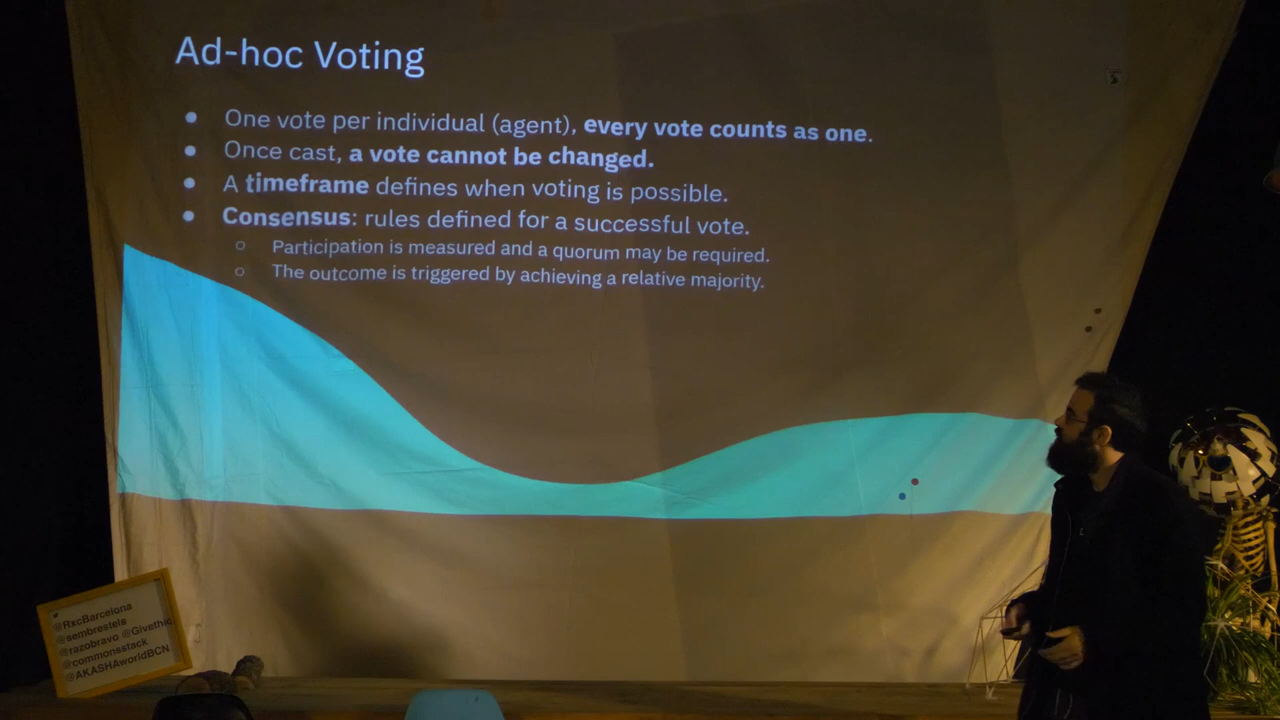 Ad-hoc Voting
● One vote per individual (agent), every vote counts as one.
● Once cast, a vote cannot be changed.
● A timeframe defines when voting is possible.
● Consensus: rules defined for a successful vote.
○ Participation is measured and a quorum may be required.
○ The outcome is triggered by achieving a relative majority.
@RxcBarcelona
@sembrestels
@razobravo @Givethic
@commonsstack
@AKASHAworldBCN